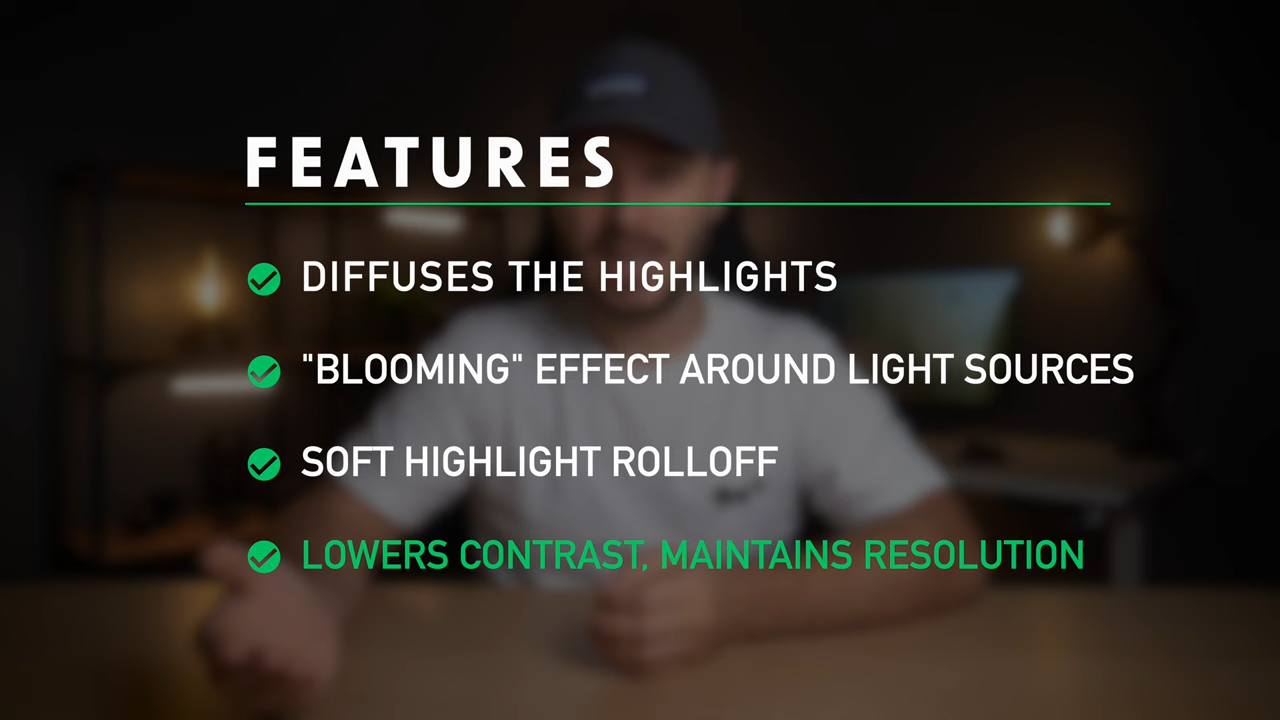 FEATURES
DIFFUSES THE HIGHLIGHTS
"BLOOMING" EFFECT AROUND LIGHT SOURCES
SOFT HIGHLIGHT ROLLOFF
LOWERS CONTRAST, MAINTAINS RESOLUTION